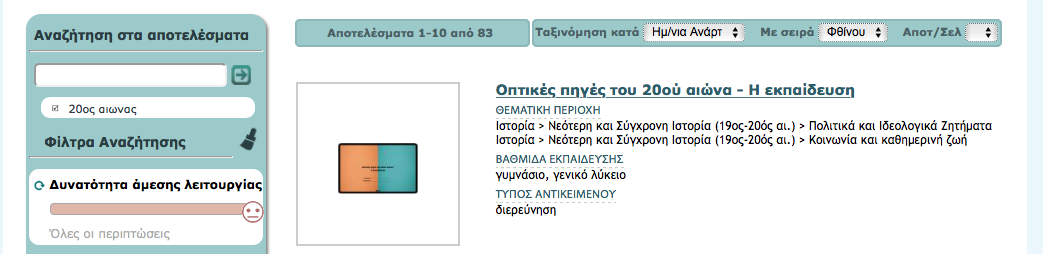 Αναζήτηση στα αποτελέσματα
20ος αιωνας
Φίλτρα Αναζήτησης
Δυνατότητα άμεσης λειτουργίας
Όλες οι περιπτώσεις
Αποτελέσματα 1-10 από 83
Ταξινόμηση κατά Ημ/νια Ανάρτ Με σειρά Φθίνου Αποτ/Σελ
Οπτικές πηγές του 20ού αιώνα - Η εκπαίδευση
ΘΕΜΑΤΙΚΗ ΠΕΡΙΟΧΗ
Ιστορία > Νεότερη και Σύγχρονη Ιστορία (19ος-20ός αι.) > Πολιτικά και Ιδεολογικά Ζητήματα
Ιστορία > Νεότερη και Σύγχρονη Ιστορία (19ος-20ός αι.) > Κοινωνία και καθημερινή ζωή
ΒΑΘΜΙΔΑ ΕΚΠΑΙΔΕΥΣΗΣ
γυμνάσιο, γενικό λύκειο
ΤΥΠΟΣ ΑΝΤΙΚΕΙΜΕΝΟΥ
διερεύνηση